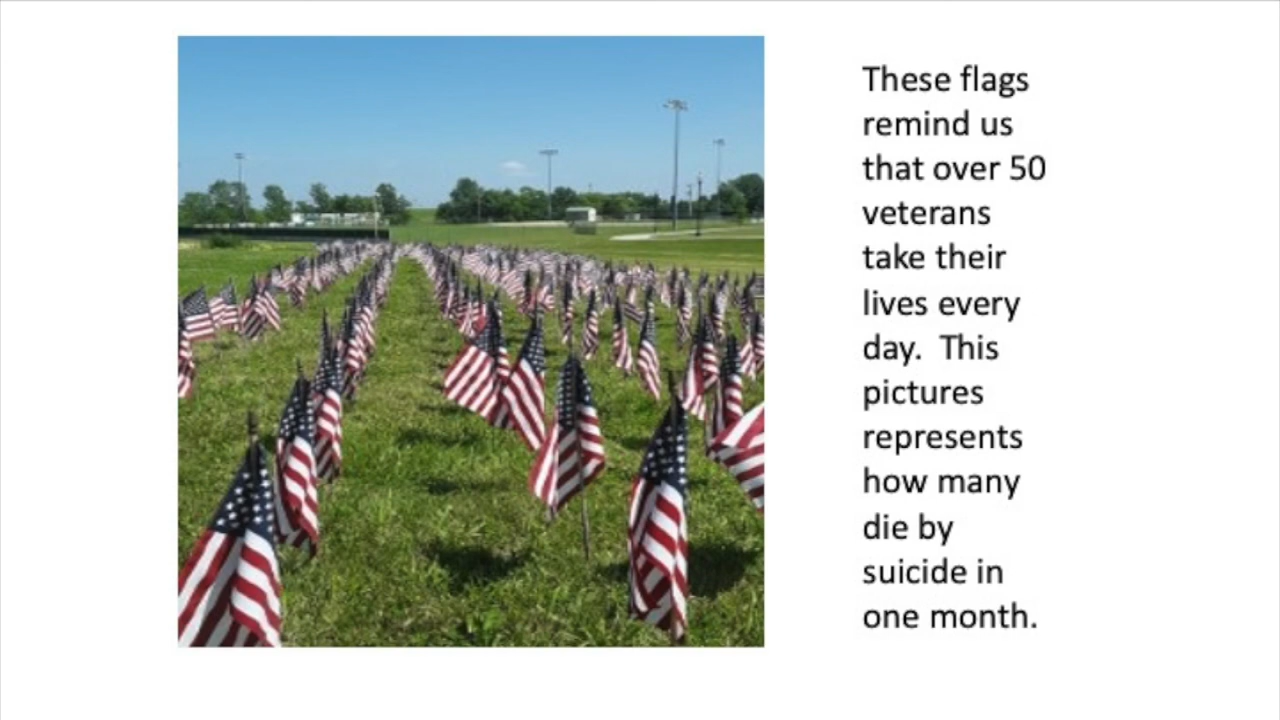 These flags
remind us
that over 50
veterans
take their
lives every
day.  This
pictures
represents
how many
die by
suicide in
one month.